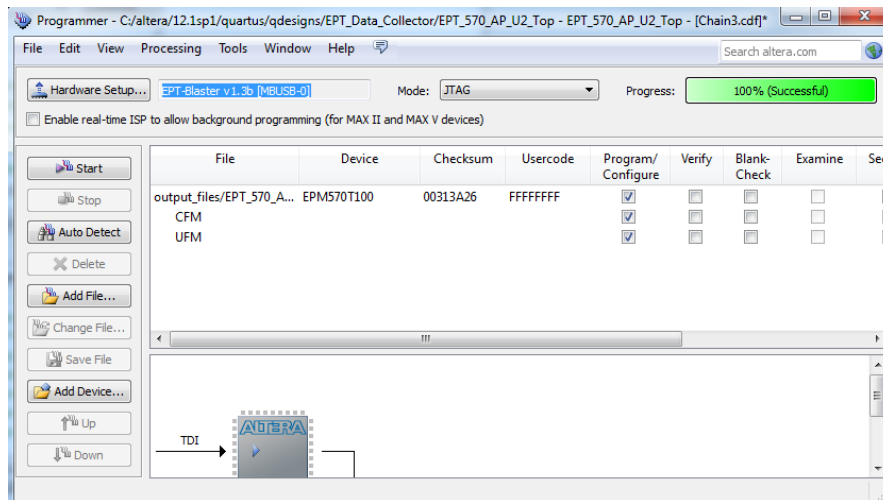 Programmer - C:/altera/12.1sp1/quartus/qdesigns/EPT_Data_Collector/EPT_570_AP_U2_Top - EPT_570_AP_U2_Top - [Chain3.cdf]*
File Edit View Processing Tools Window Help
Search altera.com
Hardware Setup... EPT-Blaster v1.3b [MBUSB-0] Mode: JTAG Progress: 100% (Successful)
Enable real-time ISP to allow background programming (for MAX II and MAX V devices)
Start
Stop
Auto Detect
Delete
Add File...
Change File...
Save File
Add Device...
Up
Down
File Device Checksum Usercode Program/ Verify Blank- Examine Se
Configure Check
output_files/EPT_570_A... EPM570T100 00313A26 FFFFFFFF
CFM
UFM
TDI
ALTERA